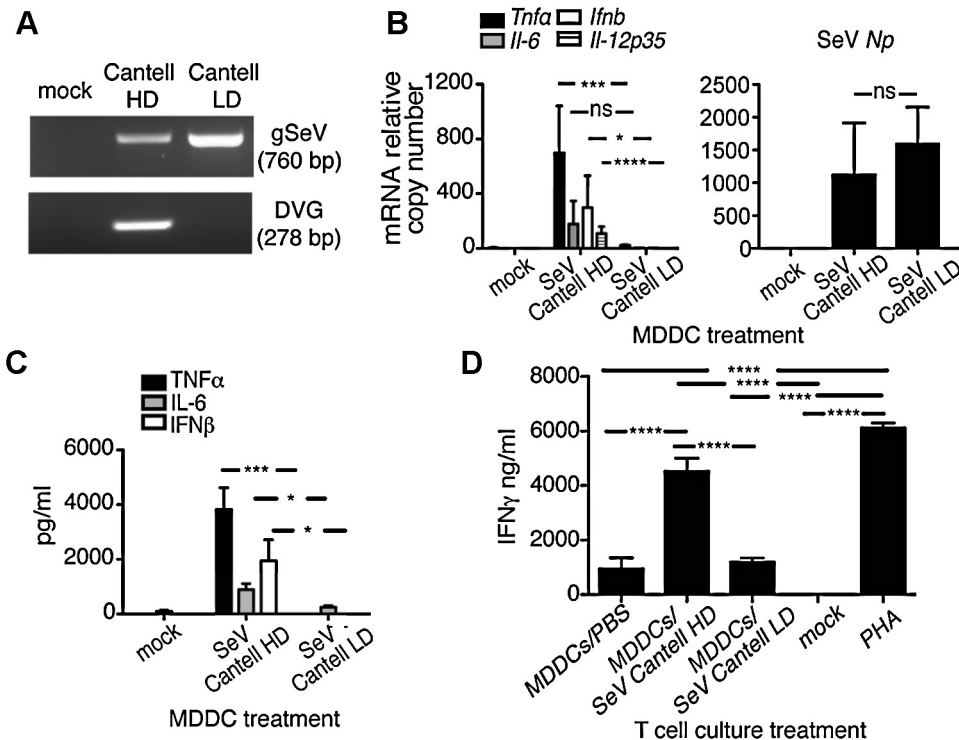 A
mock
Cantell
HD
Cantell
LD
gSeV
(760 bp)
DVG
(278 bp)
B
Tnfα
Ifnb
Il-6
Il-12p35
mRNA relative
copy number
1200
800
400
0
***
ns
*
****
mock
SeV
Cantell HD
SeV
Cantell LD
SeV Np
2500
2000
1500
1000
500
0
ns
mock
SeV
Cantell HD
SeV
Cantell LD
MDDC treatment
C
TNFα
IL-6
IFNβ
pg/ml
6000
4000
2000
0
***
*
*
mock
SeV
Cantell HD
SeV
Cantell LD
MDDC treatment
D
IFNγ ng/ml
8000
6000
4000
2000
0
****
****
****
****
****
****
MDDCs/PBS
MDDCs/
SeV Cantell HD
MDDCs/
SeV Cantell LD
mock
PHA
T cell culture treatment